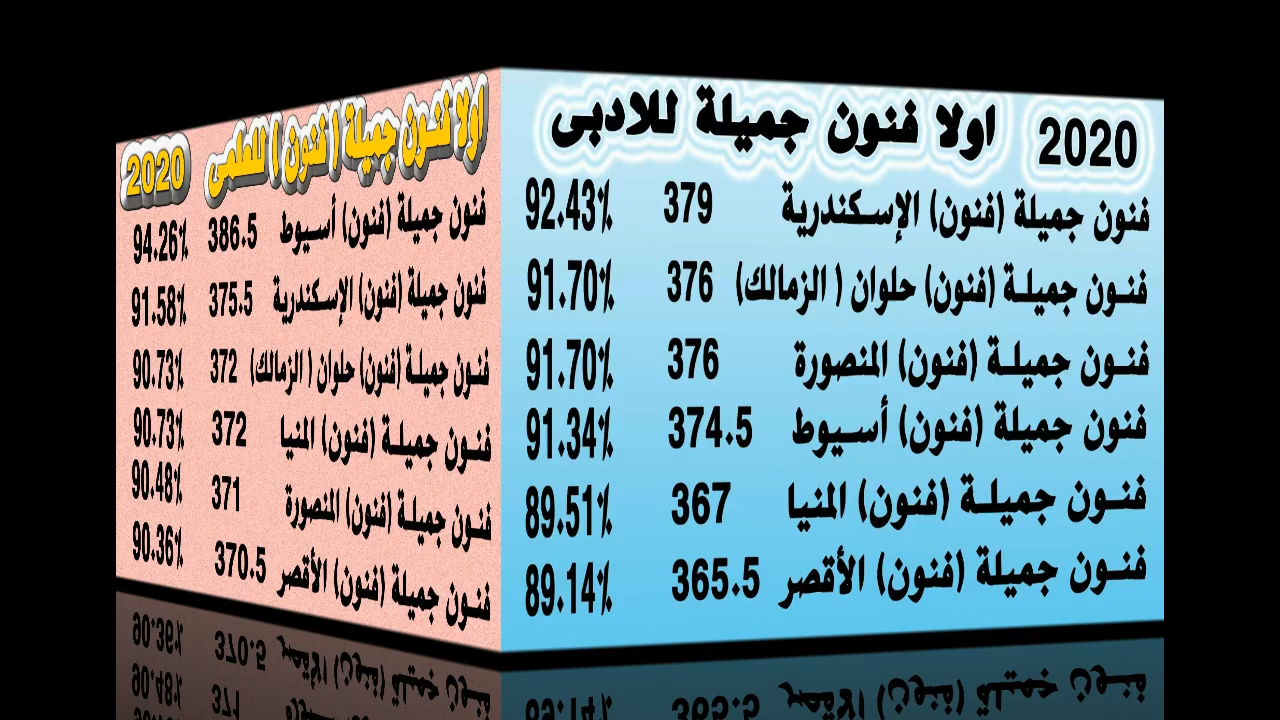 اولا فنون جميلة للادبى 2020
فنون جميلة (فنون) الإسكندرية 379 92.43%
فنون جميلة (فنون) حلوان ( الزمالك) 376 91.70%
فنون جميلة (فنون) المنصورة 376 91.70%
فنون جميلة (فنون) أسيوط 374.5 91.34%
فنون جميلة (فنون) المنيا 367 89.51%
فنون جميلة (فنون) الأقصر 365.5 89.14%
اولا فنون جميلة ( فنون ) للعلمى 2020
فنون جميلة (فنون) أسيوط 386.5 94.26%
فنون جميلة (فنون) الإسكندرية 375.5 91.58%
فنون جميلة (فنون) حلوان ( الزمالك) 372 90.73%
فنون جميلة (فنون) المنيا 372 90.73%
فنون جميلة (فنون) المنصورة 371 90.48%
فنون جميلة (فنون) الأقصر 370.5 90.36%